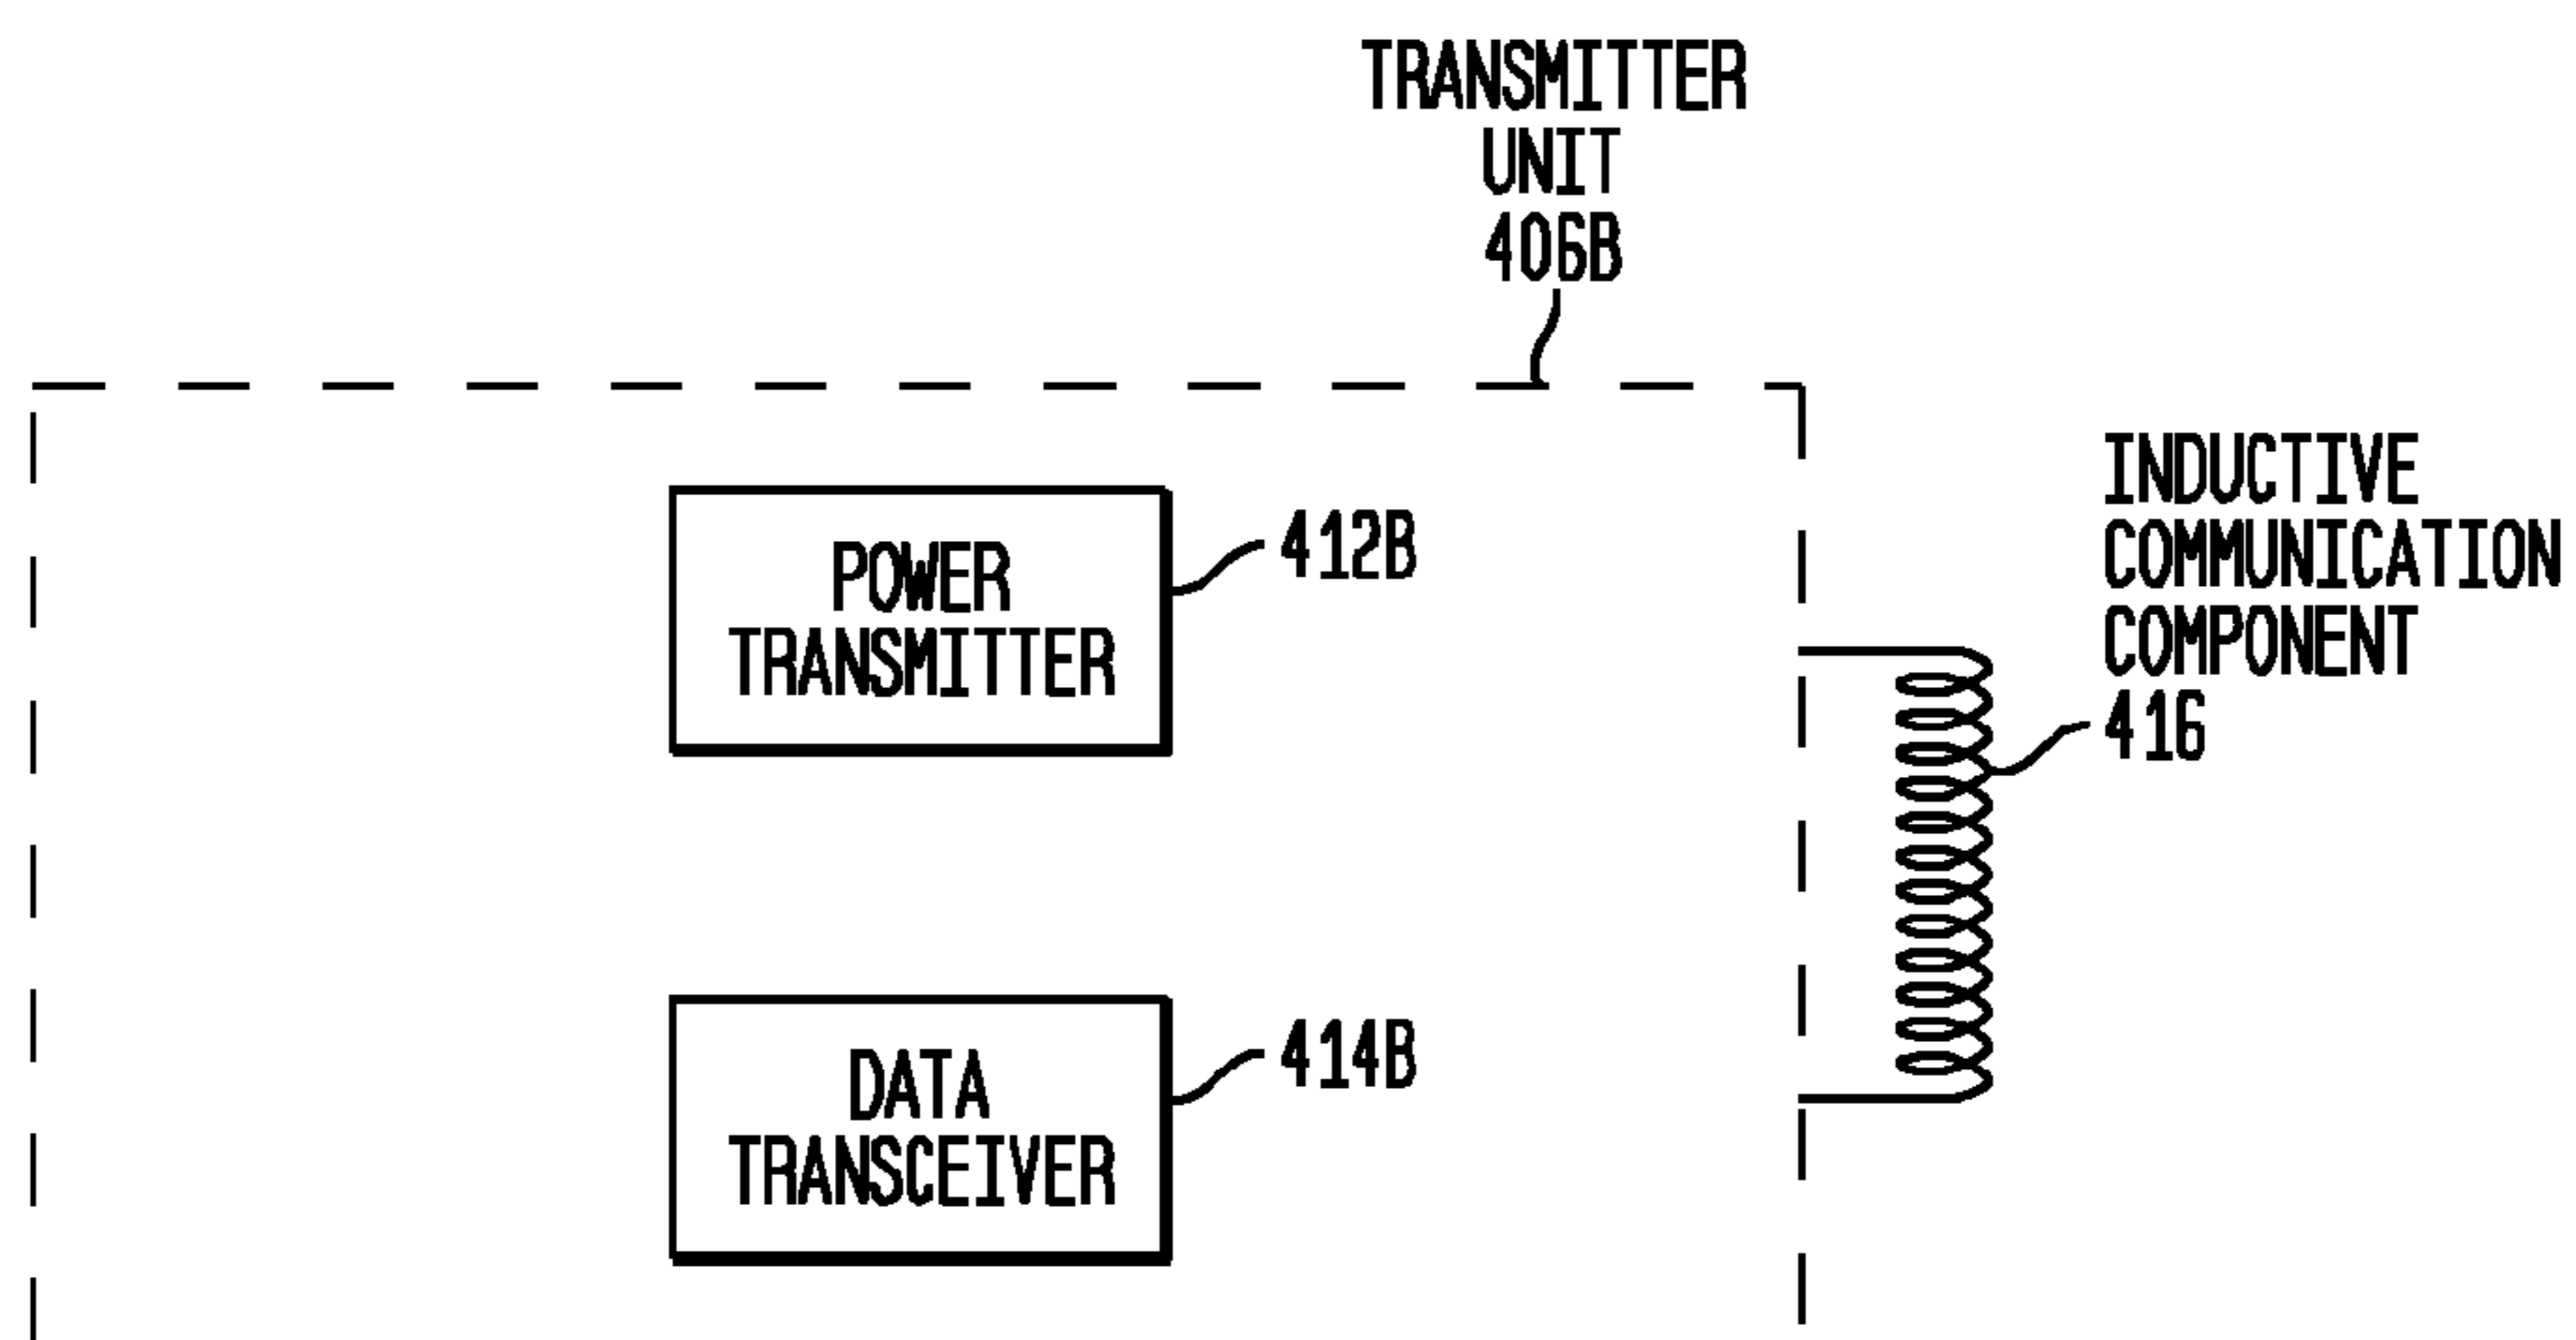 TRANSMITTER
UNIT
406B
INDUCTIVE
COMMUNICATION
COMPONENT
416
POWER
TRANSMITTER
412B
DATA
TRANSCEIVER
414B